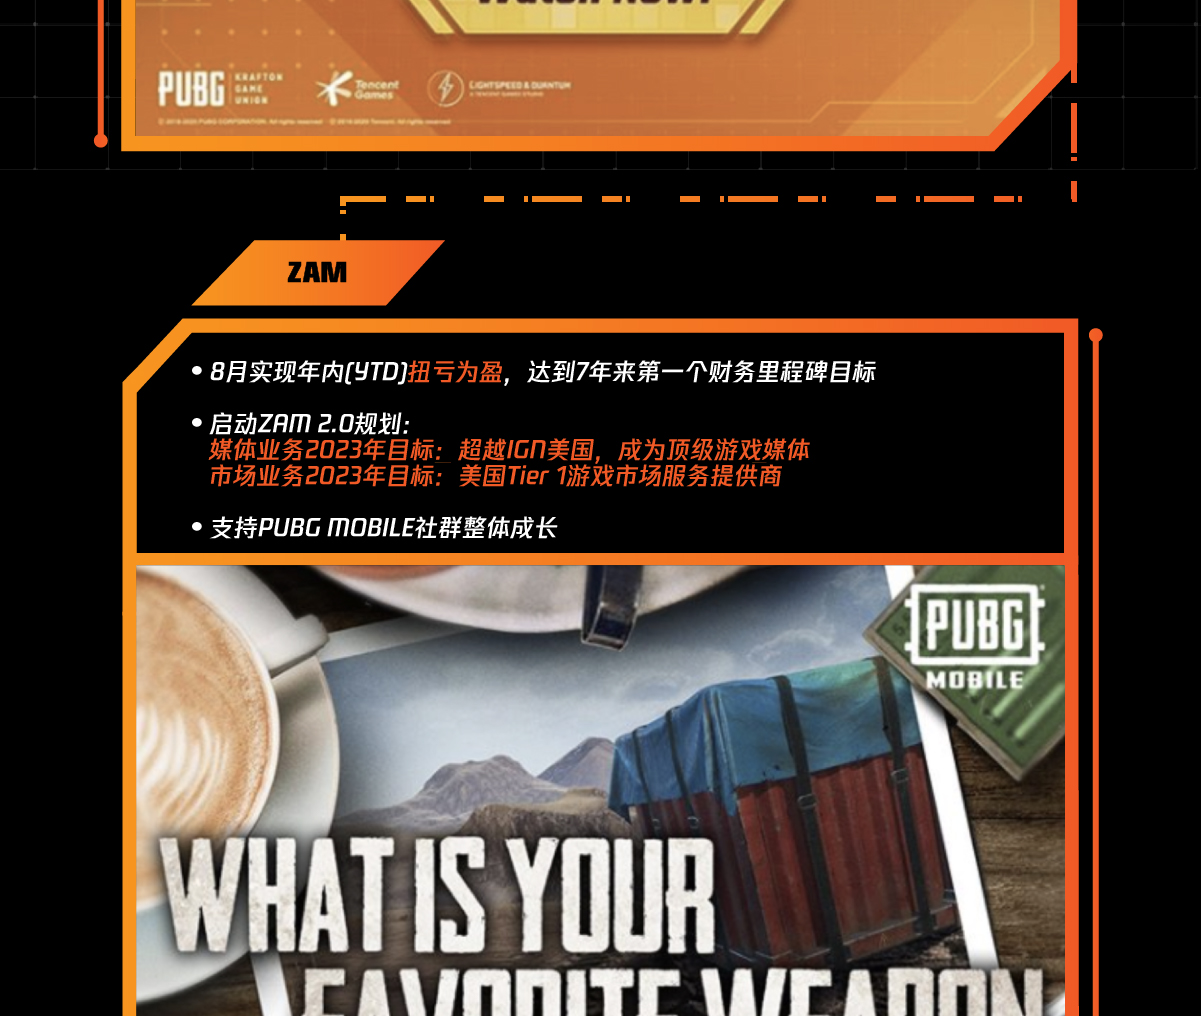 PUBG
KRAFTON
GAME
UNION
Tencent
Games
LIGHTSPEED & QUANTUM
ZAM
• 8月实现年内(YTD)扭亏为盈，达到7年来第一个财务里程碑目标
• 启动ZAM 2.0规划：
媒体业务2023年目标：超越IGN美国，成为顶级游戏媒体
市场业务2023年目标：美国Tier 1游戏市场服务提供商
• 支持PUBG MOBILE社群整体成长
PUBG
MOBILE
WHAT IS YOUR
FAVORITE WEAPON